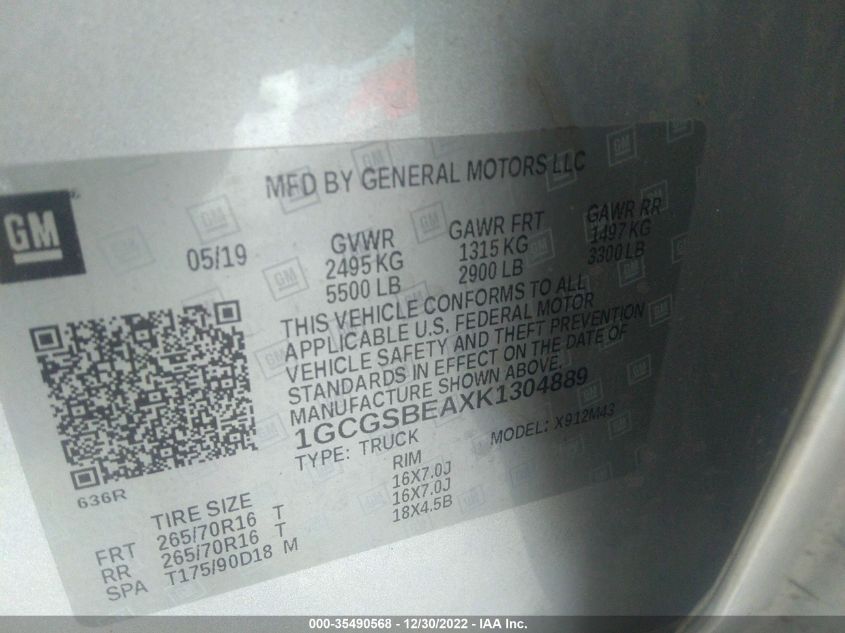 MFD BY GENERAL MOTORS LLC
GM
05/19
GVWR GAWR FRT GAWR RR
2495 KG 1315 KG 1497 KG
5500 LB 2900 LB 3300 LB
THIS VEHICLE CONFORMS TO ALL
APPLICABLE U.S. FEDERAL MOTOR
VEHICLE SAFETY AND THEFT PREVENTION
STANDARDS IN EFFECT ON THE DATE OF
MANUFACTURE SHOWN ABOVE.
1GCGSBEAXK1304889
TYPE: TRUCK MODEL: X912M43
636R
TIRE SIZE RIM
FRT 265/70R16 T 16X7.0J
RR 265/70R16 T 16X7.0J
SPA T175/90D18 M 18X4.5B
000-35490568 - 12/30/2022 - IAA Inc.